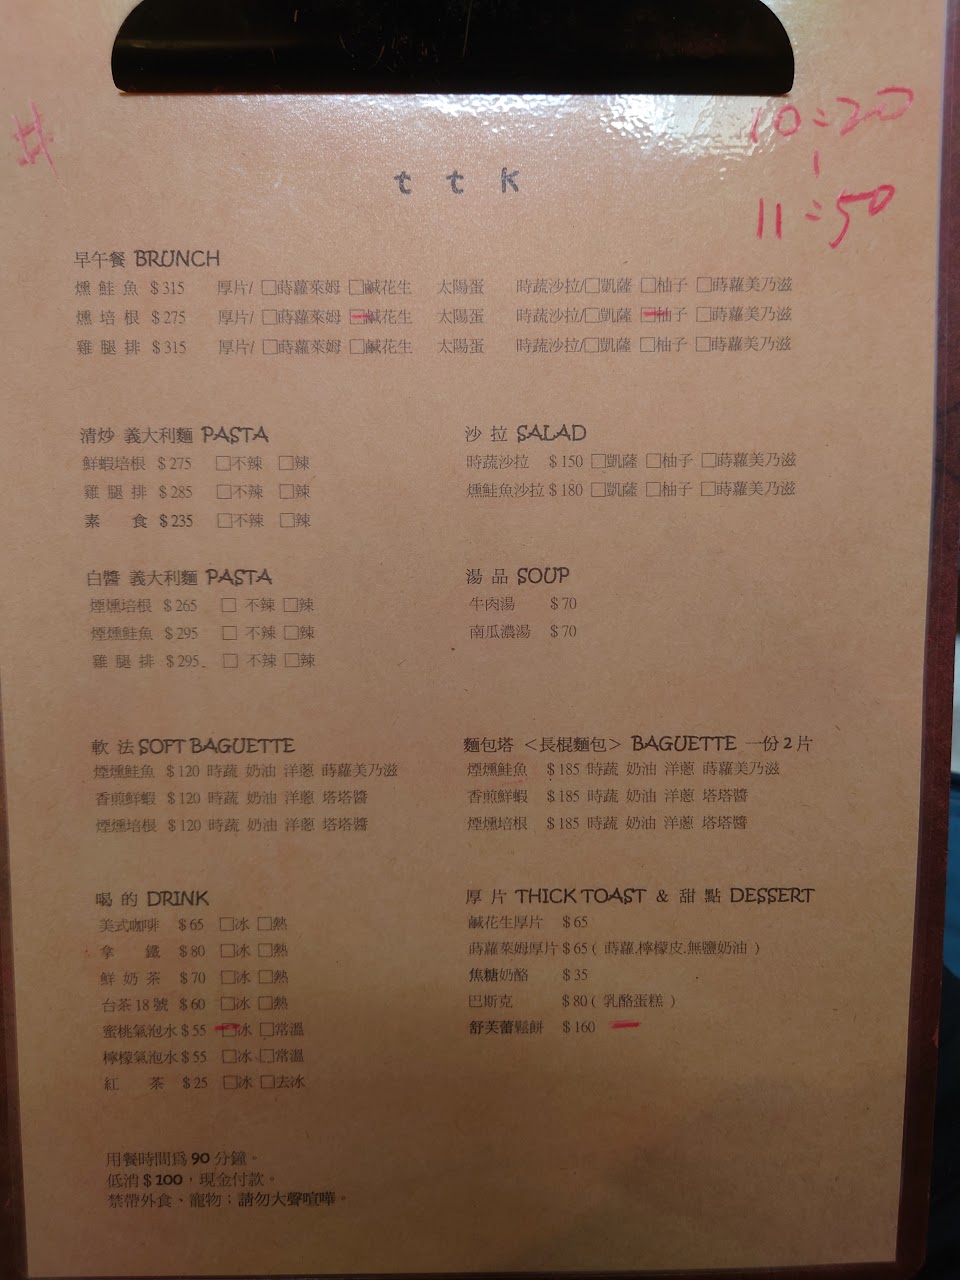 #
10:20
|
11:50
t t k
早午餐 BRUNCH
燻鮭魚 $315 厚片/ □蒔蘿萊姆 □鹹花生 太陽蛋 時蔬沙拉/□凱薩 □柚子 □蒔蘿美乃滋
燻培根 $275 厚片/ □蒔蘿萊姆 □鹹花生 太陽蛋 時蔬沙拉/□凱薩 □柚子 □蒔蘿美乃滋
雞腿排 $315 厚片/ □蒔蘿萊姆 □鹹花生 太陽蛋 時蔬沙拉/□凱薩 □柚子 □蒔蘿美乃滋
清炒 義大利麵 PASTA
鮮蝦培根 $275 □不辣 □辣
雞腿排 $285 □不辣 □辣
素食 $235 □不辣 □辣
沙拉 SALAD
時蔬沙拉 $150 □凱薩 □柚子 □蒔蘿美乃滋
燻鮭魚沙拉 $180 □凱薩 □柚子 □蒔蘿美乃滋
白醬 義大利麵 PASTA
煙燻培根 $265 □ 不辣 □辣
煙燻鮭魚 $295 □ 不辣 □辣
雞腿排 $295 □ 不辣 □辣
湯品 SOUP
牛肉湯 $70
南瓜濃湯 $70
軟法 SOFT BAGUETTE
煙燻鮭魚 $120 時蔬 奶油 洋蔥 蒔蘿美乃滋
香煎鮮蝦 $120 時蔬 奶油 洋蔥 塔塔醬
煙燻培根 $120 時蔬 奶油 洋蔥 塔塔醬
麵包塔 <長棍麵包> BAGUETTE 一份2片
煙燻鮭魚 $185 時蔬 奶油 洋蔥 蒔蘿美乃滋
香煎鮮蝦 $185 時蔬 奶油 洋蔥 塔塔醬
煙燻培根 $185 時蔬 奶油 洋蔥 塔塔醬
喝的 DRINK
美式咖啡 $65 □冰 □熱
拿鐵 $80 □冰 □熱
鮮奶茶 $70 □冰 □熱
台茶18號 $60 □冰 □熱
蜜桃氣泡水 $55 □冰 □常溫
檸檬氣泡水 $55 □冰 □常溫
紅茶 $25 □冰 □去冰
厚片 THICK TOAST & 甜點 DESSERT
鹹花生厚片 $65
蒔蘿萊姆厚片 $65 ( 蒔蘿.檸檬皮.無鹽奶油 )
焦糖奶酪 $35
巴斯克 $80 ( 乳酪蛋糕 )
舒芙蕾鬆餅 $160
用餐時間為 90 分鐘。
低消 $100，現金付款。
禁帶外食、寵物；請勿大聲喧嘩。